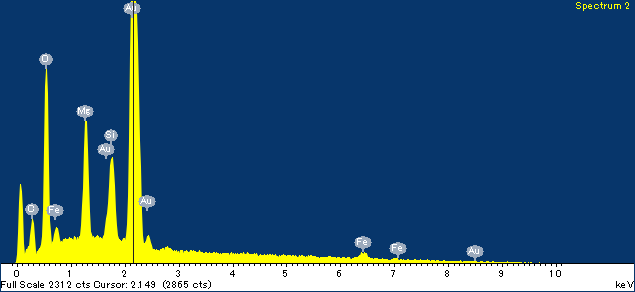 Spectrum 2
Au
O
Mg
Si
Au
Au
C
Fe
Fe
Fe
Au
0 1 2 3 4 5 6 7 8 9 10
Full Scale 2312 cts Cursor: 2.149 (2865 cts) keV